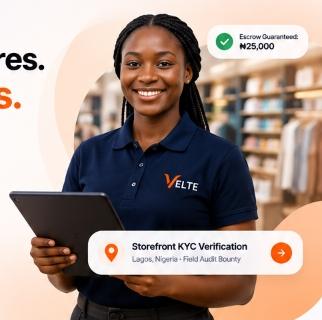 res.
s.
Escrow Guaranteed:
₦25,000
VELTE
Storefront KYC Verification
Lagos, Nigeria • Field Audit Bounty